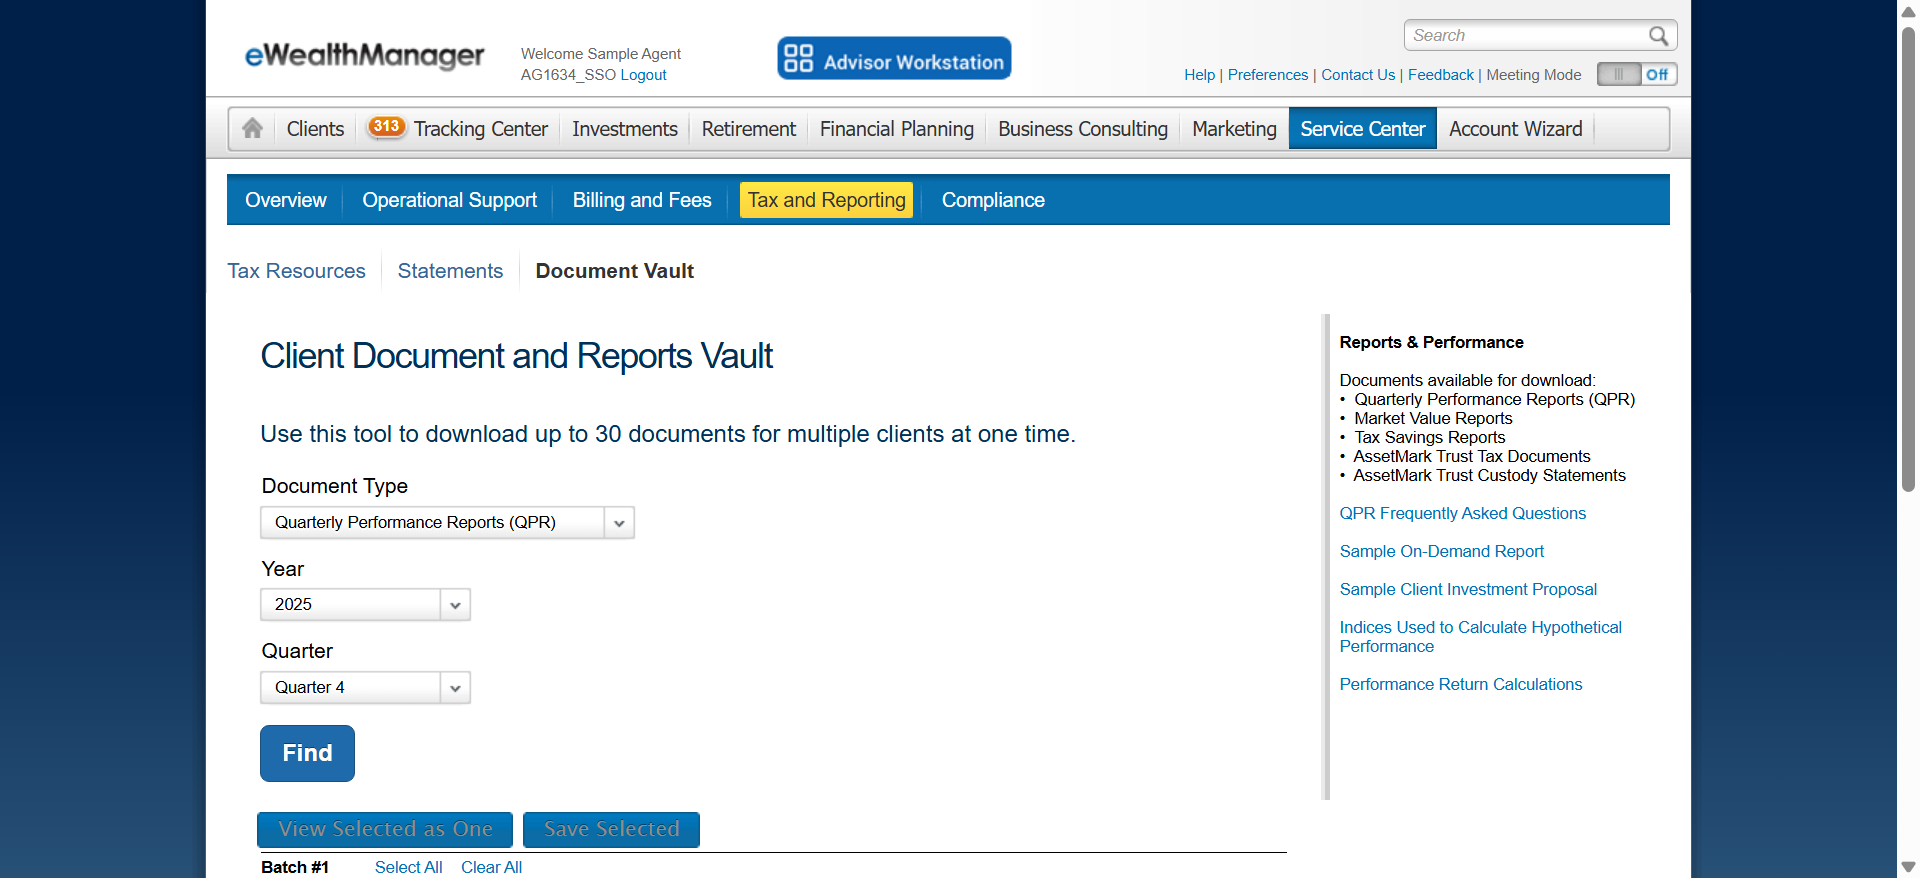 eWealthManager
Welcome Sample Agent
AG1634_SSO Logout
Advisor Workstation
Search
Help | Preferences | Contact Us | Feedback | Meeting Mode Off
Clients 313 Tracking Center Investments Retirement Financial Planning Business Consulting Marketing Service Center Account Wizard
Overview Operational Support Billing and Fees Tax and Reporting Compliance
Tax Resources Statements Document Vault
Client Document and Reports Vault
Use this tool to download up to 30 documents for multiple clients at one time.
Document Type
Quarterly Performance Reports (QPR)
Year
2025
Quarter
Quarter 4
Find
View Selected as One Save Selected
Batch #1 Select All Clear All
Reports & Performance
Documents available for download:
• Quarterly Performance Reports (QPR)
• Market Value Reports
• Tax Savings Reports
• AssetMark Trust Tax Documents
• AssetMark Trust Custody Statements
QPR Frequently Asked Questions
Sample On-Demand Report
Sample Client Investment Proposal
Indices Used to Calculate Hypothetical
Performance
Performance Return Calculations